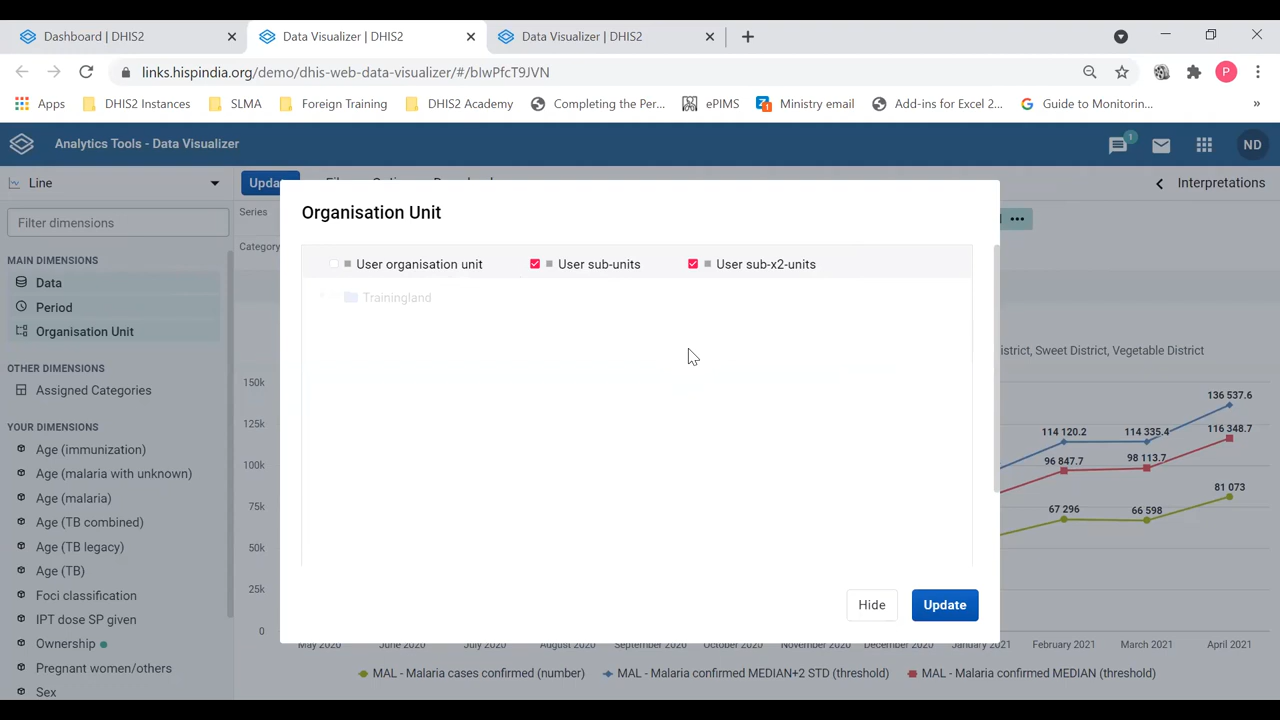 Dashboard | DHIS2
Data Visualizer | DHIS2
Data Visualizer | DHIS2
links.hispindia.org/demo/dhis-web-data-visualizer/#/bIwPfcT9JVN
P
Apps
DHIS2 Instances
SLMA
Foreign Training
DHIS2 Academy
Completing the Per...
ePIMS
Ministry email
Add-ins for Excel 2...
Guide to Monitorin...
»
Analytics Tools - Data Visualizer
1
ND
Line
Upda
Interpretations
Filter dimensions
Series
Category
MAIN DIMENSIONS
Data
Period
Organisation Unit
OTHER DIMENSIONS
Assigned Categories
YOUR DIMENSIONS
Age (immunization)
Age (malaria with unknown)
Age (malaria)
Age (TB combined)
Age (TB legacy)
Age (TB)
Foci classification
IPT dose SP given
Ownership
Pregnant women/others
Sex
Organisation Unit
User organisation unit
User sub-units
User sub-x2-units
Trainingland
Hide
Update
istrict, Sweet District, Vegetable District
150k
125k
100k
75k
50k
25k
0
136 537.6
114 120.2
114 335.4
116 348.7
96 847.7
98 113.7
81 073
67 296
66 598
May 2020
June 2020
July 2020
August 2020
September 2020
October 2020
November 2020
December 2020
January 2021
February 2021
March 2021
April 2021
MAL - Malaria cases confirmed (number)
MAL - Malaria confirmed MEDIAN+2 STD (threshold)
MAL - Malaria confirmed MEDIAN (threshold)